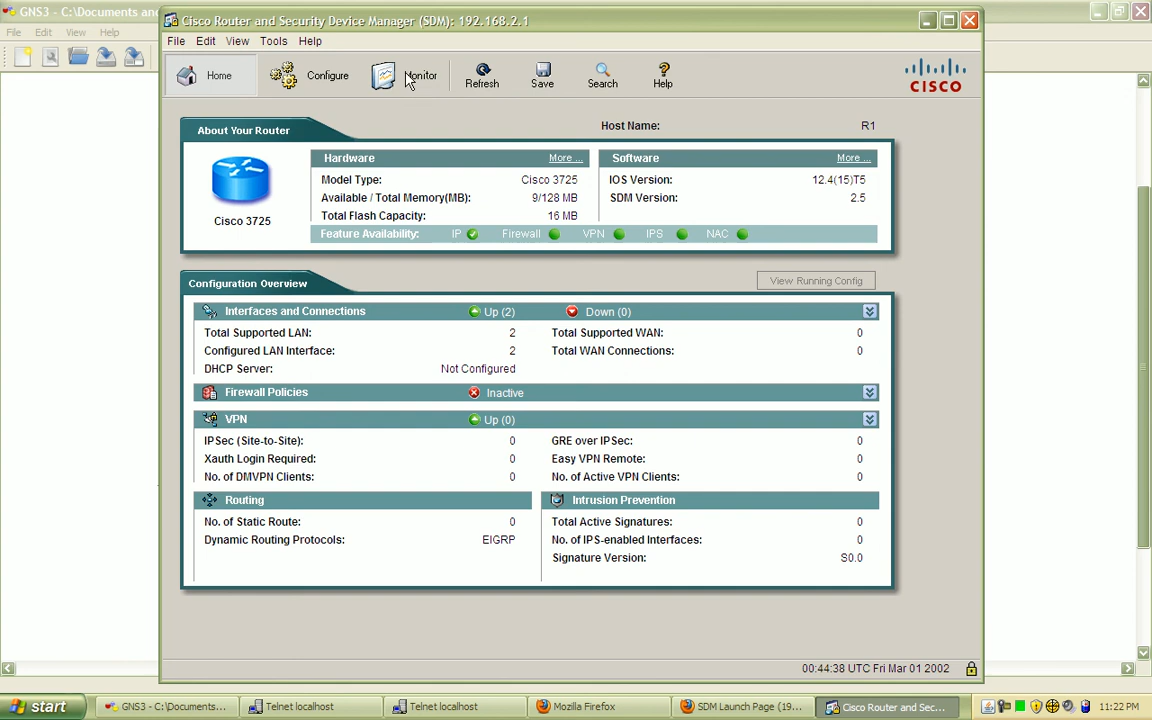 GNS3 - C:\Documents and
Cisco Router and Security Device Manager (SDM): 192.168.2.1
File Edit View Help
File Edit View Tools Help
Home Configure Monitor Refresh Save Search Help
CISCO
About Your Router
Host Name: R1
Hardware More ...
Software More ...
Model Type: Cisco 3725
IOS Version: 12.4(15)T5
Available / Total Memory(MB): 9/128 MB
SDM Version: 2.5
Total Flash Capacity: 16 MB
Cisco 3725
Feature Availability: IP Firewall VPN IPS NAC
Configuration Overview
View Running Config
Interfaces and Connections Up (2) Down (0)
Total Supported LAN: 2 Total Supported WAN: 0
Configured LAN Interface: 2 Total WAN Connections: 0
DHCP Server: Not Configured
Firewall Policies Inactive
VPN Up (0)
IPSec (Site-to-Site): 0 GRE over IPSec: 0
Xauth Login Required: 0 Easy VPN Remote: 0
No. of DMVPN Clients: 0 No. of Active VPN Clients: 0
Routing Intrusion Prevention
No. of Static Route: 0 Total Active Signatures: 0
Dynamic Routing Protocols: EIGRP No. of IPS-enabled Interfaces: 0
Signature Version: S0.0
00:44:38 UTC Fri Mar 01 2002
start GNS3 - C:\Documents... Telnet localhost Telnet localhost Mozilla Firefox SDM Launch Page (19... Cisco Router and Sec... 11:22 PM